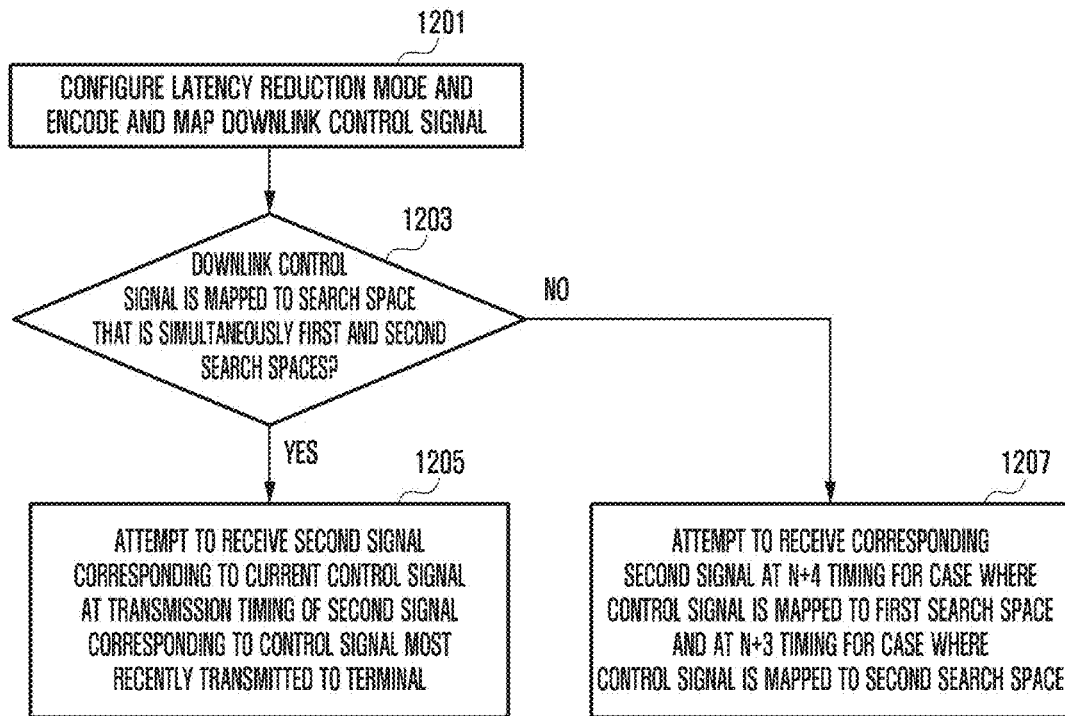 1201
CONFIGURE LATENCY REDUCTION MODE AND
ENCODE AND MAP DOWNLINK CONTROL SIGNAL
1203
DOWNLINK CONTROL
SIGNAL IS MAPPED TO SEARCH SPACE
THAT IS SIMULTANEOUSLY FIRST AND SECOND
SEARCH SPACES?
NO
YES
1205
ATTEMPT TO RECEIVE SECOND SIGNAL
CORRESPONDING TO CURRENT CONTROL SIGNAL
AT TRANSMISSION TIMING OF SECOND SIGNAL
CORRESPONDING TO CONTROL SIGNAL MOST
RECENTLY TRANSMITTED TO TERMINAL
1207
ATTEMPT TO RECEIVE CORRESPONDING
SECOND SIGNAL AT N+4 TIMING FOR CASE WHERE
CONTROL SIGNAL IS MAPPED TO FIRST SEARCH SPACE
AND AT N+3 TIMING FOR CASE WHERE
CONTROL SIGNAL IS MAPPED TO SECOND SEARCH SPACE